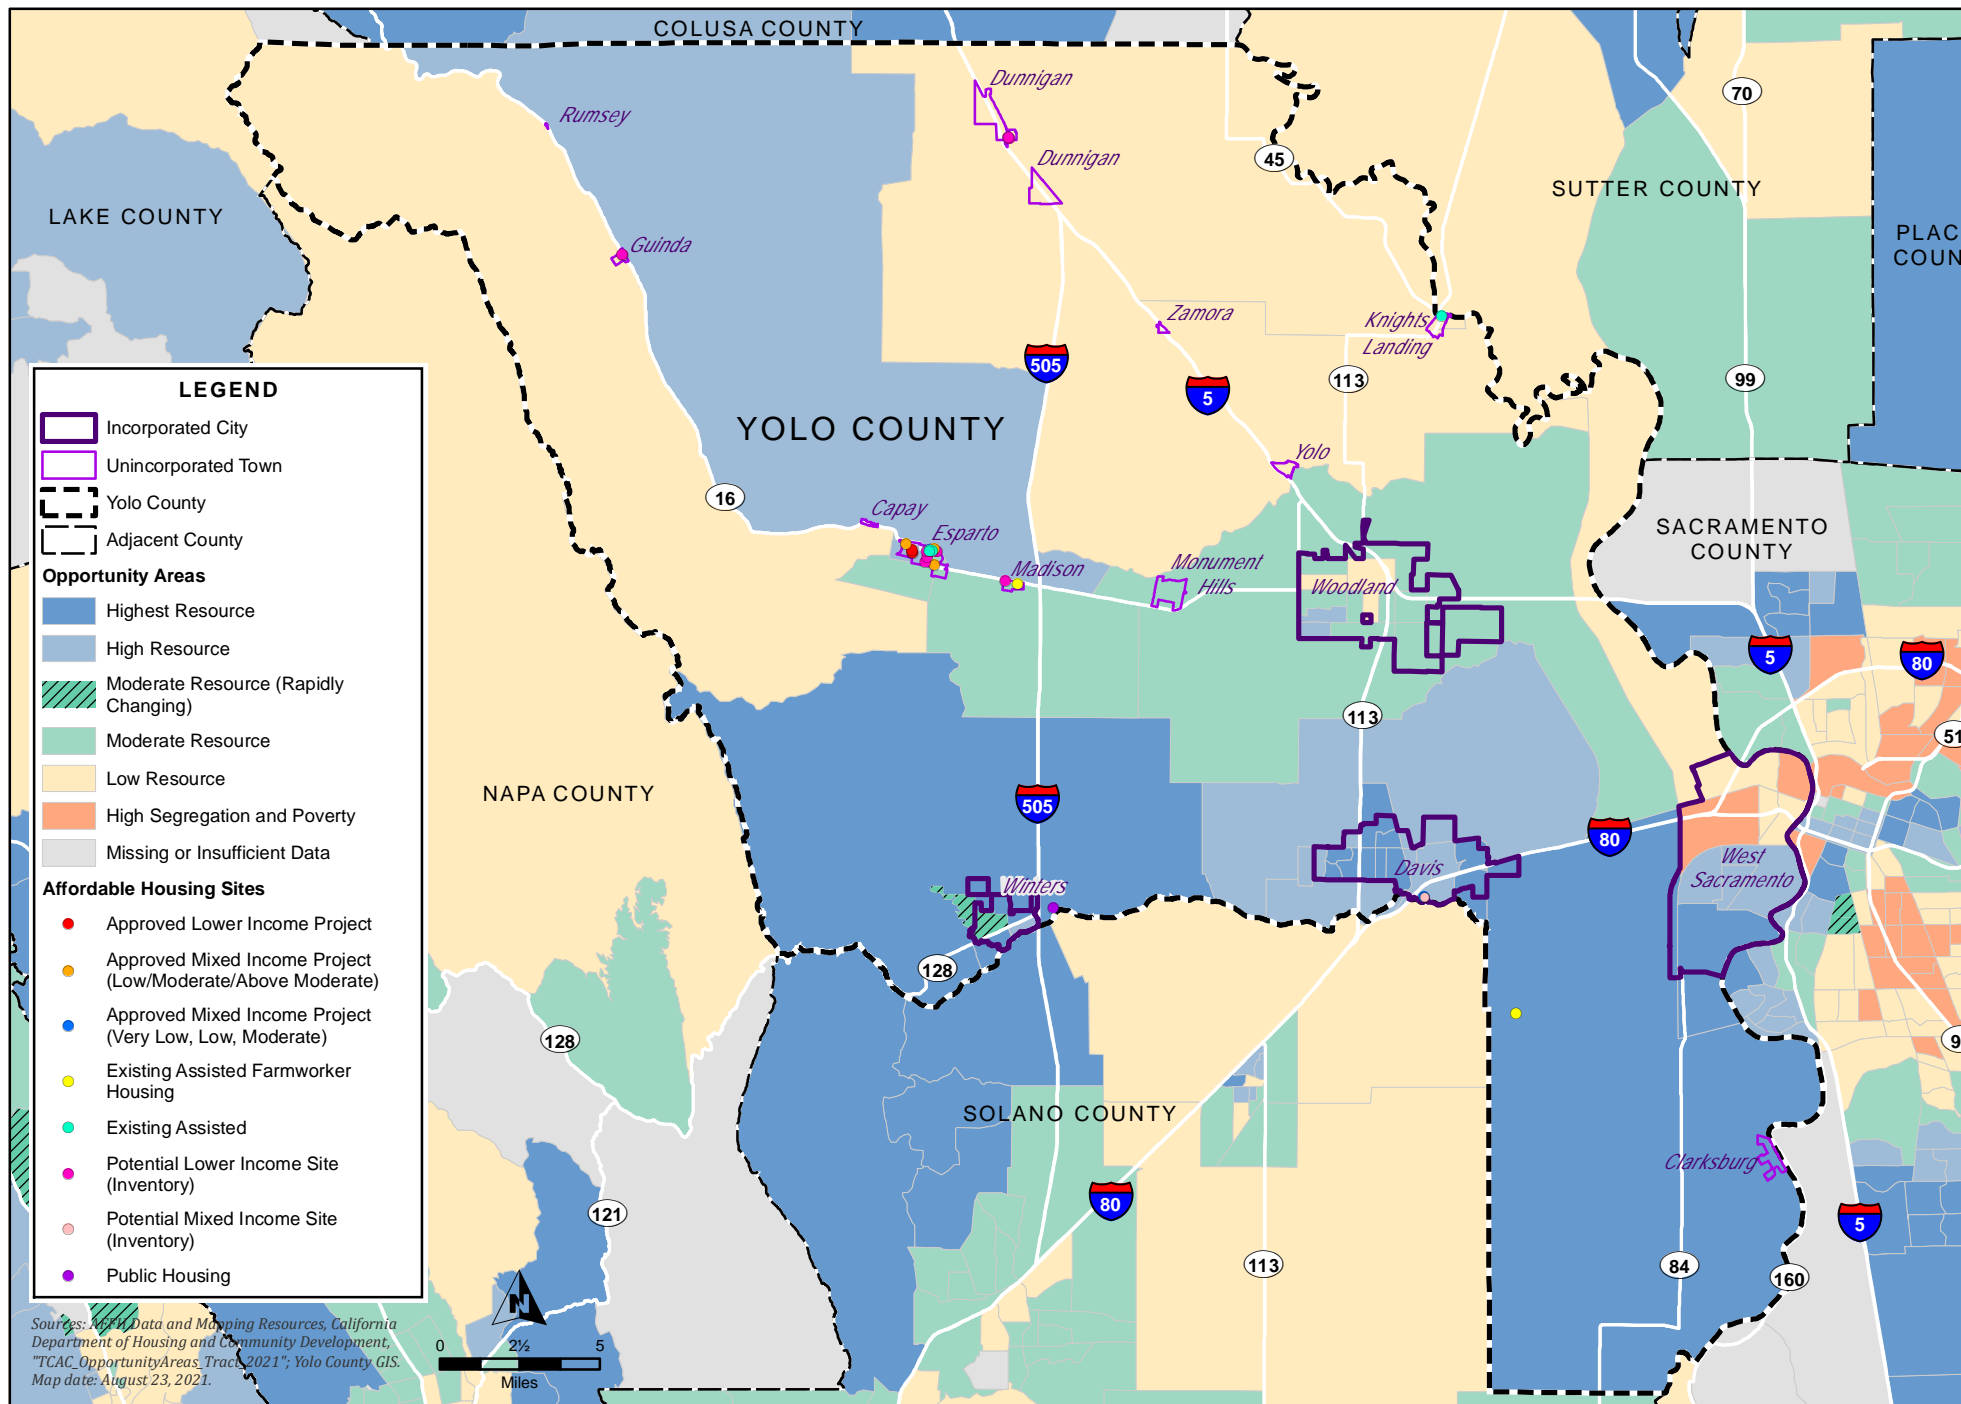 COLUSA COUNTY
Dunnigan
70
Rumsey
Dunnigan
45
SUTTER COUNTY
LAKE COUNTY
PLAC
COUN
Guinda
Zamora
Knights
Landing
505
113
99
5
YOLO COUNTY
Yolo
16
Capay
SACRAMENTO
COUNTY
Esparto
Madison
Monument
Hills
Woodland
5
80
113
51
NAPA COUNTY
505
80
Davis
West
Sacramento
Winters
128
128
9
SOLANO COUNTY
Clarksburg
80
121
5
113
84
160
LEGEND
Incorporated City
Unincorporated Town
Yolo County
Adjacent County
Opportunity Areas
Highest Resource
High Resource
Moderate Resource (Rapidly
Changing)
Moderate Resource
Low Resource
High Segregation and Poverty
Missing or Insufficient Data
Affordable Housing Sites
Approved Lower Income Project
Approved Mixed Income Project
(Low/Moderate/Above Moderate)
Approved Mixed Income Project
(Very Low, Low, Moderate)
Existing Assisted Farmworker
Housing
Existing Assisted
Potential Lower Income Site
(Inventory)
Potential Mixed Income Site
(Inventory)
Public Housing
N
0 2½ 5
Miles
Sources: AFFH Data and Mapping Resources, California
Department of Housing and Community Development,
"TCAC_OpportunityAreas_Tract_2021"; Yolo County GIS.
Map date: August 23, 2021.